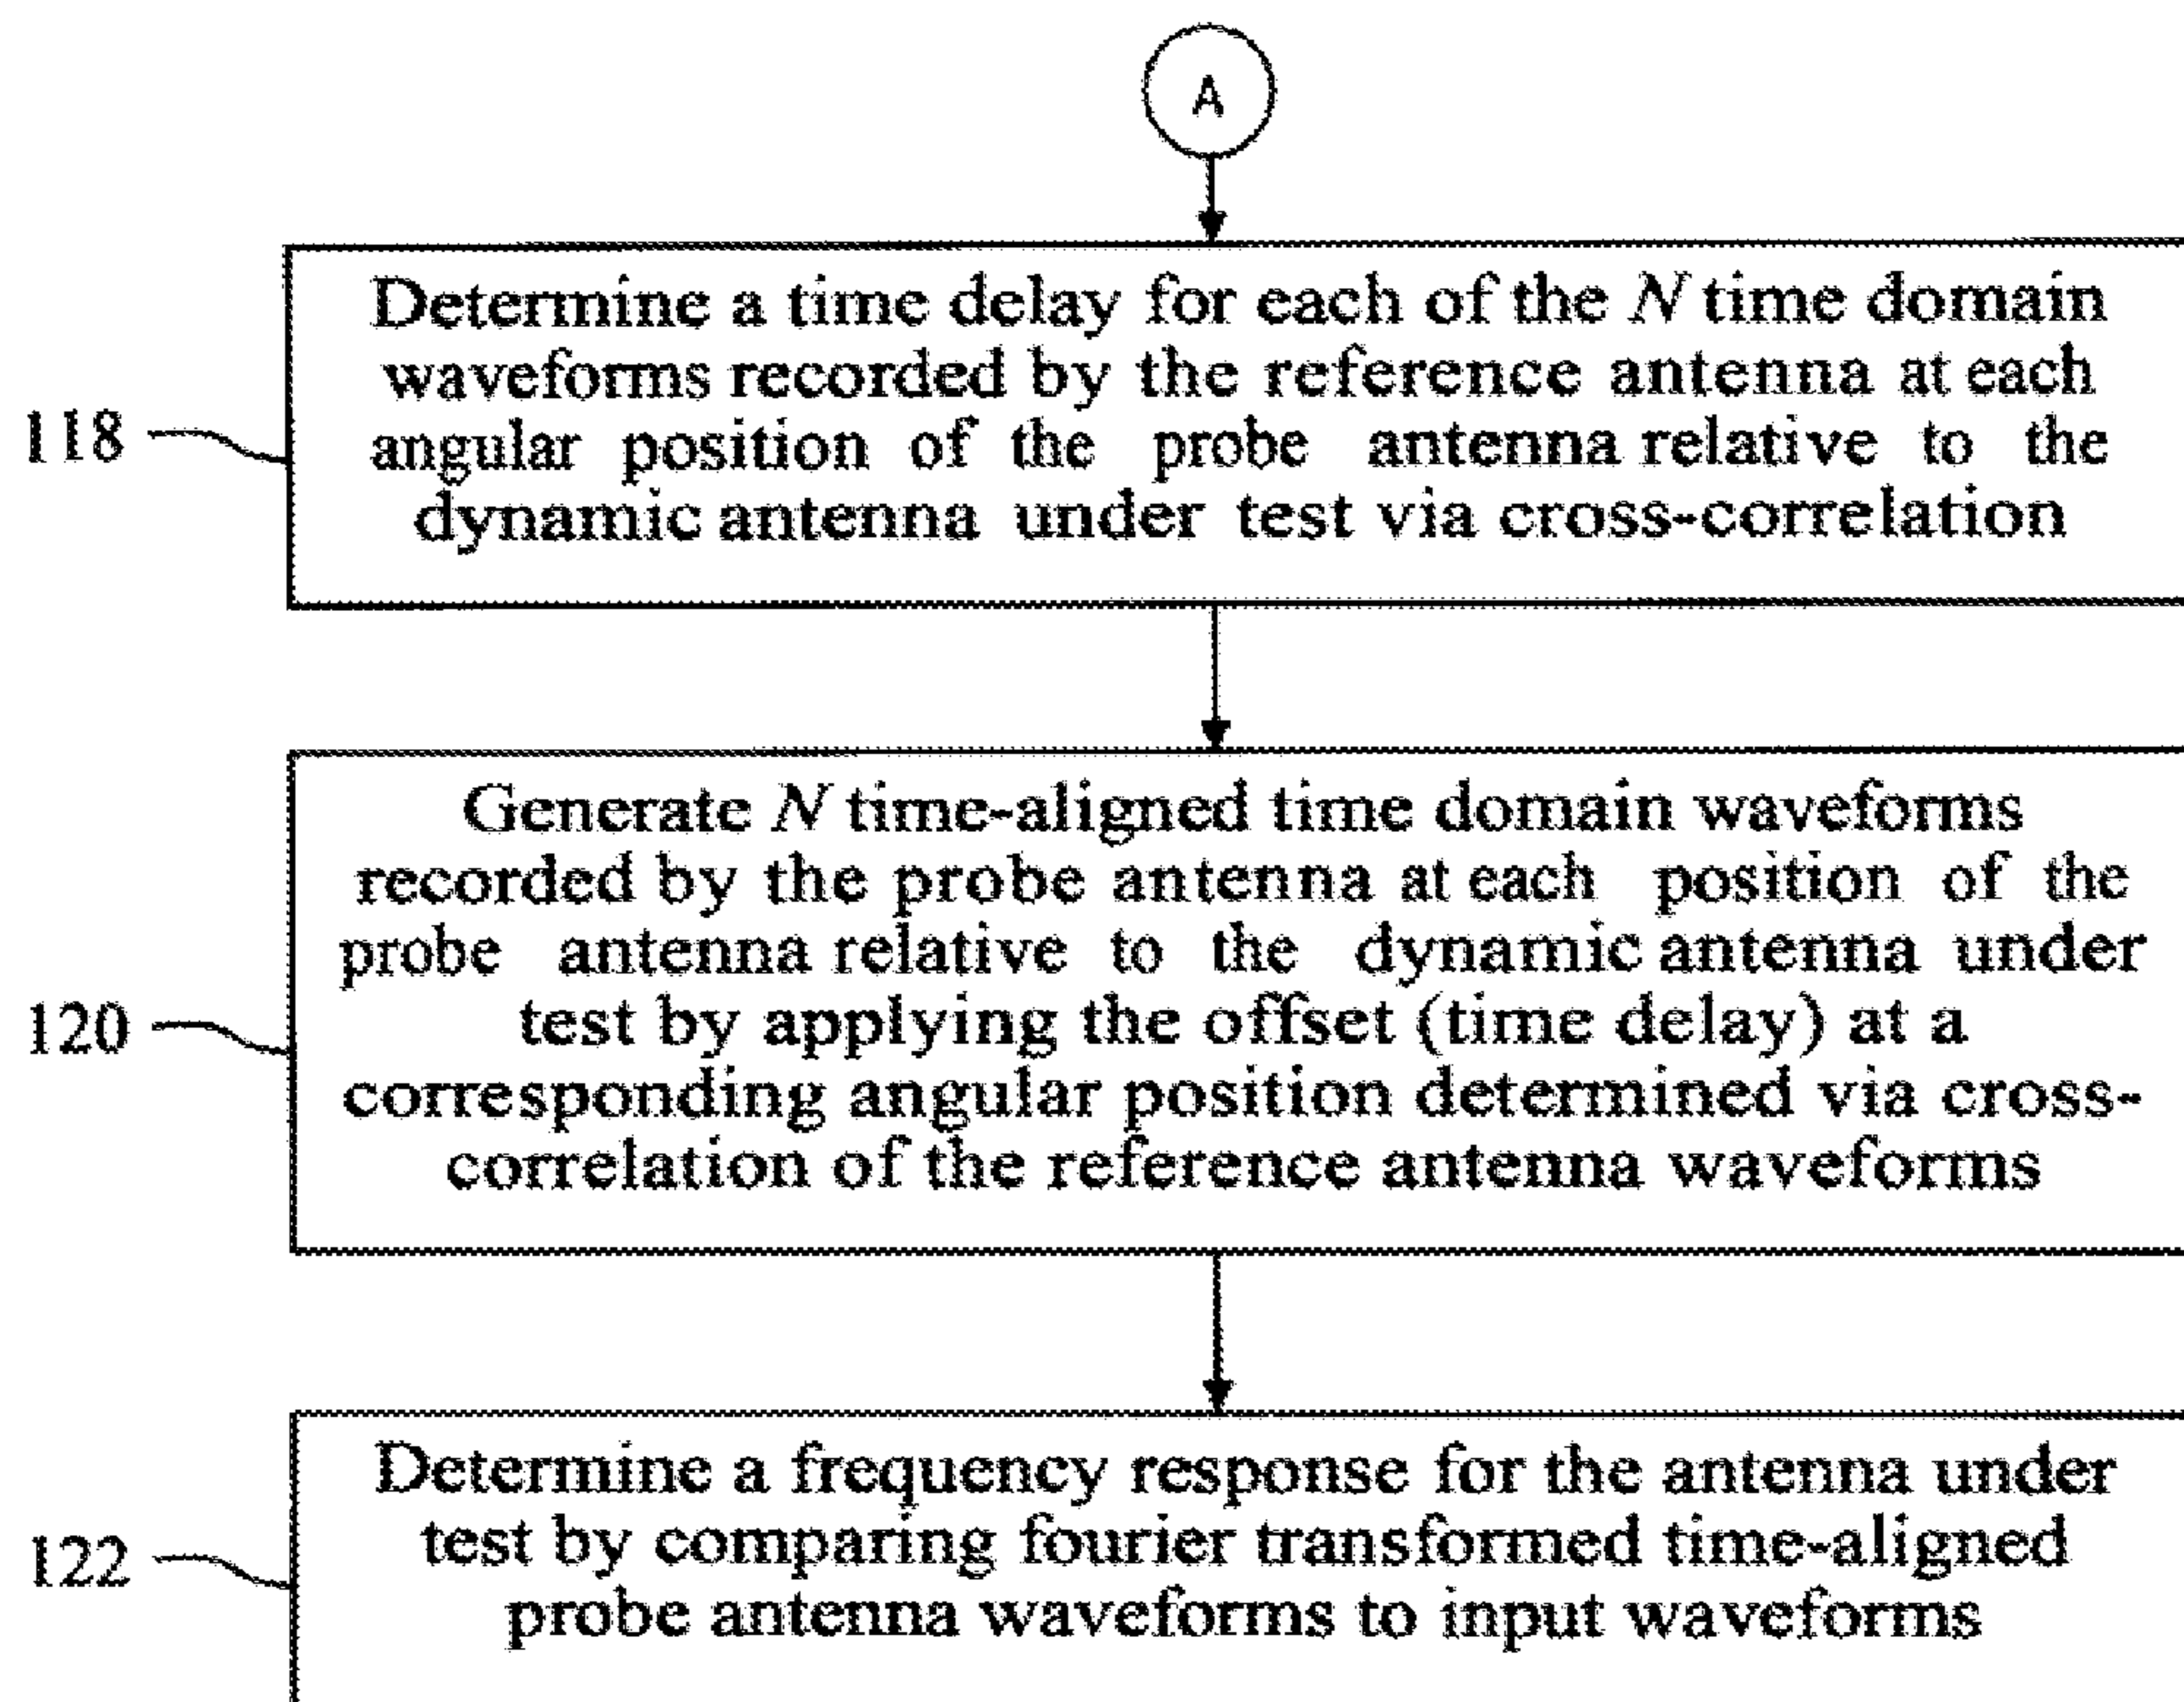 A
Determine a time delay for each of the N time domain
waveforms recorded by the reference antenna at each
angular position of the probe antenna relative to the
dynamic antenna under test via cross-correlation
118
Generate N time-aligned time domain waveforms
recorded by the probe antenna at each position of the
probe antenna relative to the dynamic antenna under
test by applying the offset (time delay) at a
corresponding angular position determined via cross-
correlation of the reference antenna waveforms
120
Determine a frequency response for the antenna under
test by comparing fourier transformed time-aligned
probe antenna waveforms to input waveforms
122